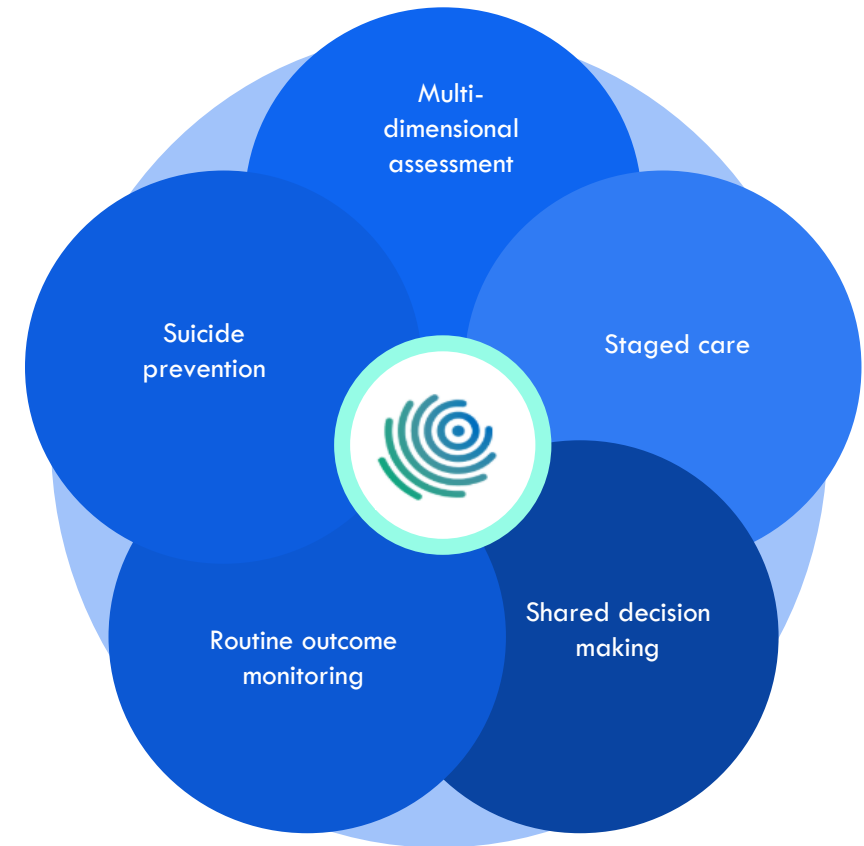 Multi-
dimensional
assessment
Staged care
Shared decision
making
Routine outcome
monitoring
Suicide
prevention